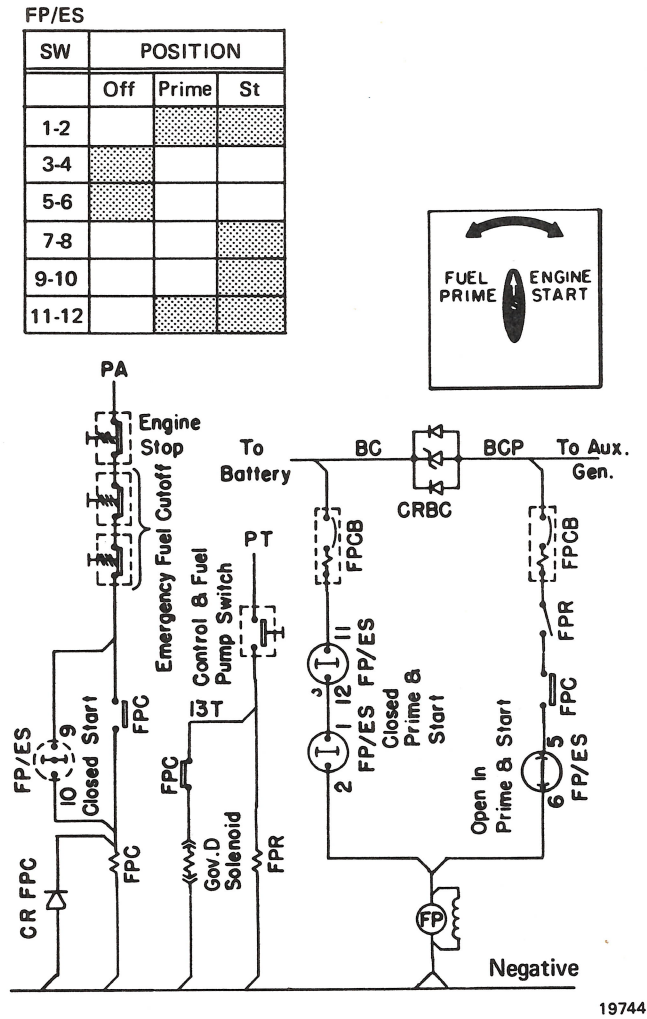 FP/ES
SW POSITION
Off Prime St
1-2
3-4
5-6
7-8
9-10
11-12
FUEL PRIME
ENGINE START
PA
Engine Stop
Emergency Fuel Cutoff
To Battery
BC
BCP
To Aux. Gen.
CRBC
PT
Control & Fuel Pump Switch
FPCB
FPCB
FPR
FPC
11
FP/ES
3
12
1
FP/ES
2
Closed Prime & Start
Open In Prime & Start
5
FP/ES
6
FP/ES
9
10
Closed Start
FPC
13T
FPC
Gov. D Solenoid
FPR
FPC
CR FPC
FP
Negative
19744